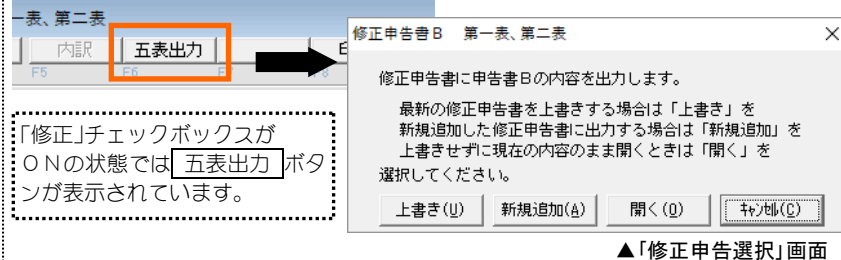 一表、第二表
内訳
五表出力
F5
F6
F7
F8
「修正」チェックボックスが
ONの状態では 五表出力 ボタ
ンが表示されています。
修正申告書B 第一表、第二表
修正申告書に申告書Bの内容を出力します。
最新の修正申告書を上書きする場合は「上書き」を
新規追加した修正申告書に出力する場合は「新規追加」を
上書きせずに現在の内容のまま開くときは「開く」を
選択してください。
上書き(U) 新規追加(A) 開く(O) ｷｬﾝｾﾙ(C)
▲「修正申告選択」画面